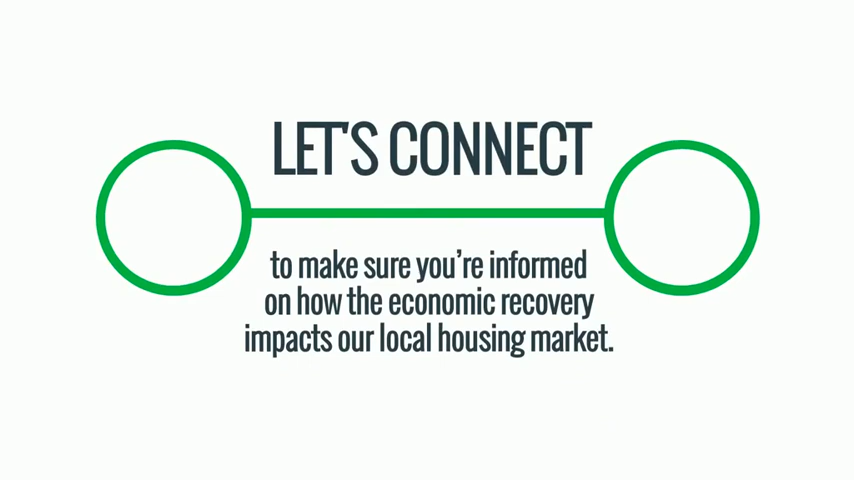 LET'S CONNECT
to make sure you’re informed
on how the economic recovery
impacts our local housing market.